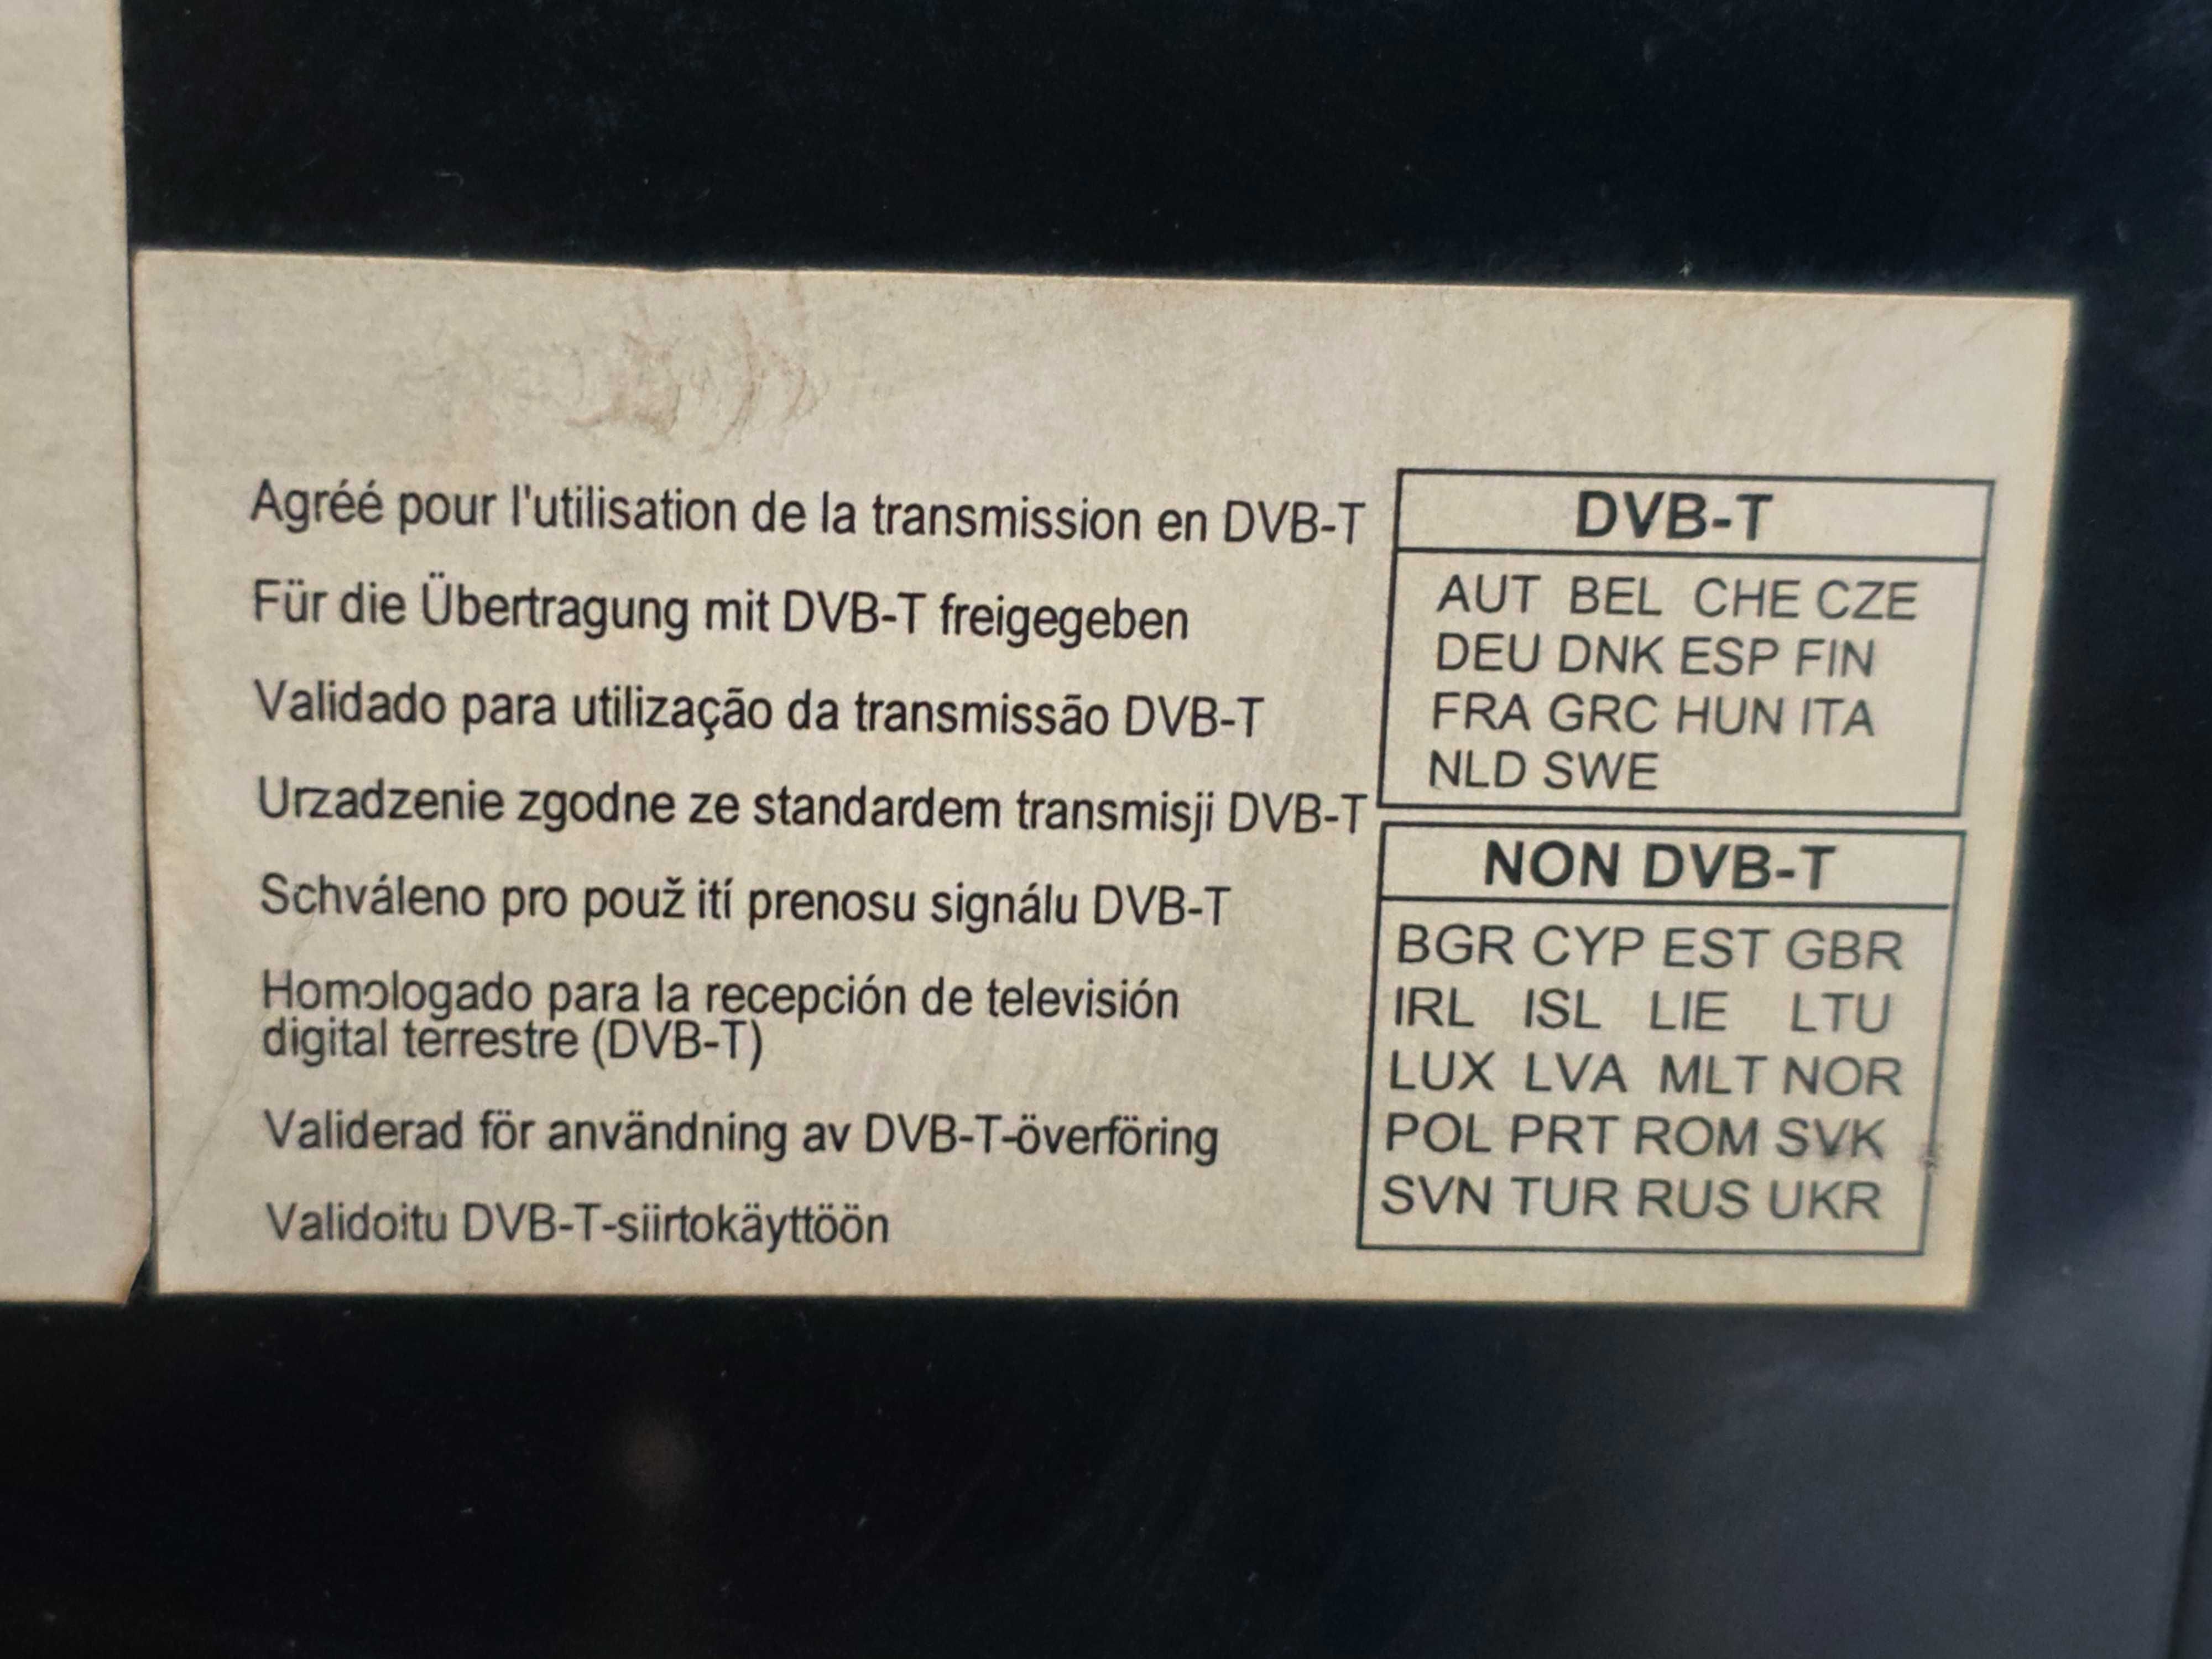 Agréé pour l'utilisation de la transmission en DVB-T
Für die Übertragung mit DVB-T freigegeben
Validado para utilização da transmissão DVB-T
Urzadzenie zgodne ze standardem transmisji DVB-T
Schváleno pro použ ití prenosu signálu DVB-T
Homologado para la recepción de televisión
digital terrestre (DVB-T)
Validerad för användning av DVB-T-överföring
Validoitu DVB-T-siirtokäyttöön
DVB-T
AUT BEL CHE CZE
DEU DNK ESP FIN
FRA GRC HUN ITA
NLD SWE
NON DVB-T
BGR CYP EST GBR
IRL ISL LIE LTU
LUX LVA MLT NOR
POL PRT ROM SVK
SVN TUR RUS UKR